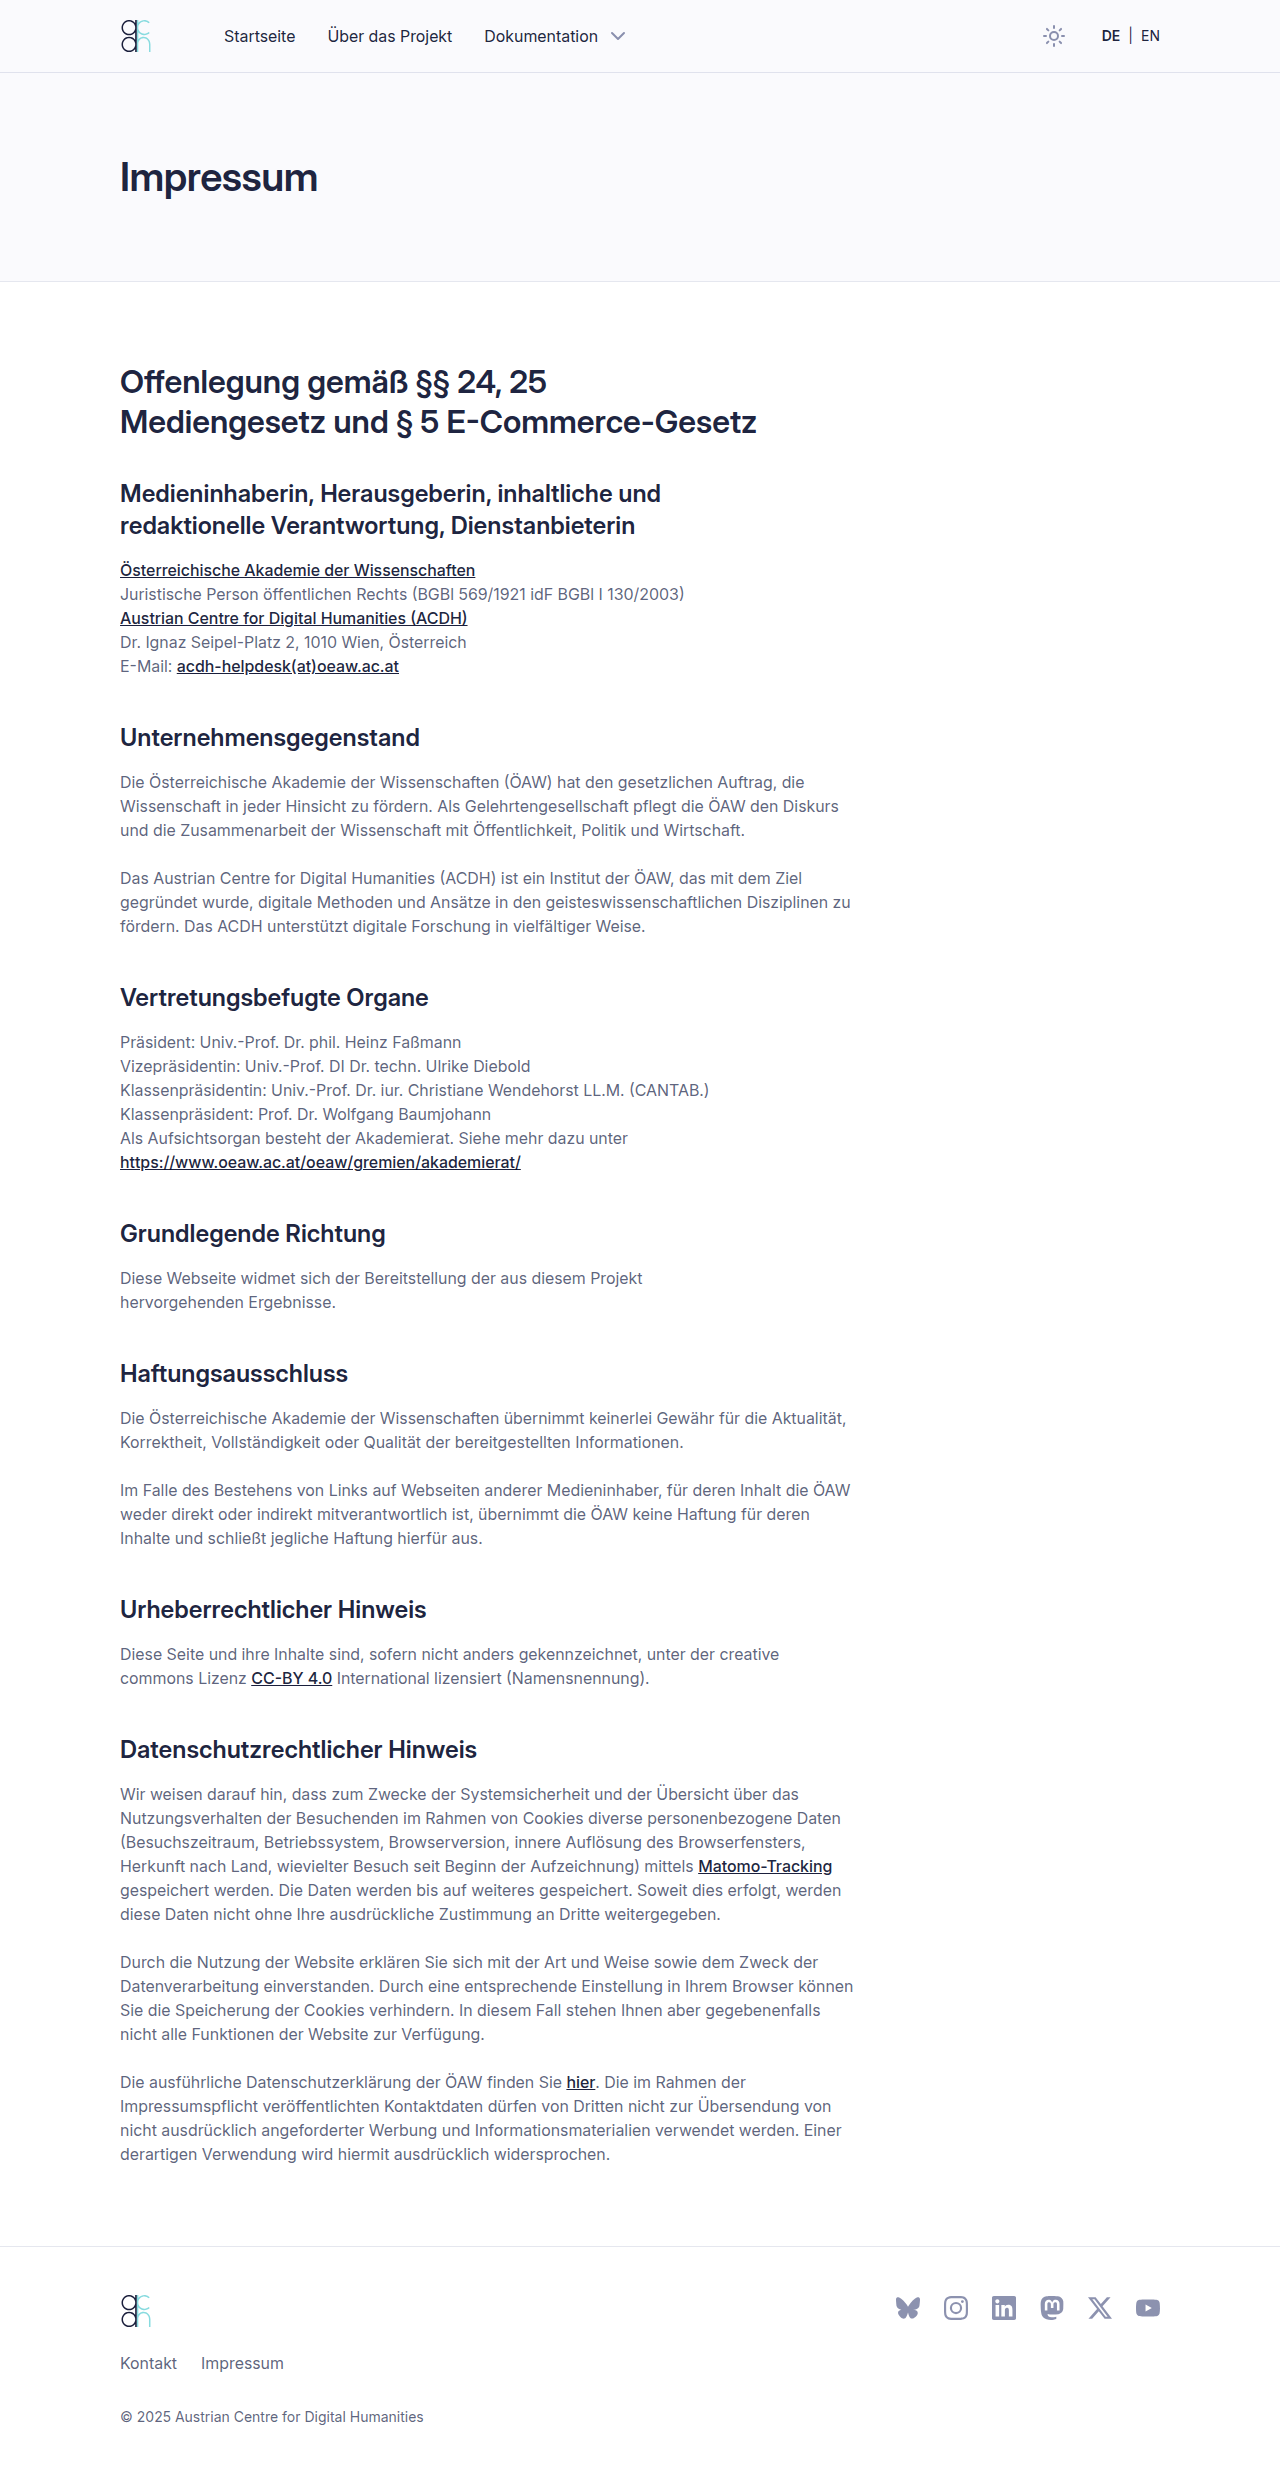 Startseite Über das Projekt Dokumentation DE | EN
Impressum
Offenlegung gemäß §§ 24, 25
Mediengesetz und § 5 E-Commerce-Gesetz
Medieninhaberin, Herausgeberin, inhaltliche und
redaktionelle Verantwortung, Dienstanbieterin
Österreichische Akademie der Wissenschaften
Juristische Person öffentlichen Rechts (BGBl 569/1921 idF BGBl I 130/2003)
Austrian Centre for Digital Humanities (ACDH)
Dr. Ignaz Seipel-Platz 2, 1010 Wien, Österreich
E-Mail: acdh-helpdesk(at)oeaw.ac.at
Unternehmensgegenstand
Die Österreichische Akademie der Wissenschaften (ÖAW) hat den gesetzlichen Auftrag, die
Wissenschaft in jeder Hinsicht zu fördern. Als Gelehrtengesellschaft pflegt die ÖAW den Diskurs
und die Zusammenarbeit der Wissenschaft mit Öffentlichkeit, Politik und Wirtschaft.
Das Austrian Centre for Digital Humanities (ACDH) ist ein Institut der ÖAW, das mit dem Ziel
gegründet wurde, digitale Methoden und Ansätze in den geisteswissenschaftlichen Disziplinen zu
fördern. Das ACDH unterstützt digitale Forschung in vielfältiger Weise.
Vertretungsbefugte Organe
Präsident: Univ.-Prof. Dr. phil. Heinz Faßmann
Vizepräsidentin: Univ.-Prof. DI Dr. techn. Ulrike Diebold
Klassenpräsidentin: Univ.-Prof. Dr. iur. Christiane Wendehorst LL.M. (CANTAB.)
Klassenpräsident: Prof. Dr. Wolfgang Baumjohann
Als Aufsichtsorgan besteht der Akademierat. Siehe mehr dazu unter
https://www.oeaw.ac.at/oeaw/gremien/akademierat/
Grundlegende Richtung
Diese Webseite widmet sich der Bereitstellung der aus diesem Projekt
hervorgehenden Ergebnisse.
Haftungsausschluss
Die Österreichische Akademie der Wissenschaften übernimmt keinerlei Gewähr für die Aktualität,
Korrektheit, Vollständigkeit oder Qualität der bereitgestellten Informationen.
Im Falle des Bestehens von Links auf Webseiten anderer Medieninhaber, für deren Inhalt die ÖAW
weder direkt oder indirekt mitverantwortlich ist, übernimmt die ÖAW keine Haftung für deren
Inhalte und schließt jegliche Haftung hierfür aus.
Urheberrechtlicher Hinweis
Diese Seite und ihre Inhalte sind, sofern nicht anders gekennzeichnet, unter der creative
commons Lizenz CC-BY 4.0 International lizensiert (Namensnennung).
Datenschutzrechtlicher Hinweis
Wir weisen darauf hin, dass zum Zwecke der Systemsicherheit und der Übersicht über das
Nutzungsverhalten der Besuchenden im Rahmen von Cookies diverse personenbezogene Daten
(Besuchszeitraum, Betriebssystem, Browserversion, innere Auflösung des Browserfensters,
Herkunft nach Land, wievielter Besuch seit Beginn der Aufzeichnung) mittels Matomo-Tracking
gespeichert werden. Die Daten werden bis auf weiteres gespeichert. Soweit dies erfolgt, werden
diese Daten nicht ohne Ihre ausdrückliche Zustimmung an Dritte weitergegeben.
Durch die Nutzung der Website erklären Sie sich mit der Art und Weise sowie dem Zweck der
Datenverarbeitung einverstanden. Durch eine entsprechende Einstellung in Ihrem Browser können
Sie die Speicherung der Cookies verhindern. In diesem Fall stehen Ihnen aber gegebenenfalls
nicht alle Funktionen der Website zur Verfügung.
Die ausführliche Datenschutzerklärung der ÖAW finden Sie hier. Die im Rahmen der
Impressumspflicht veröffentlichten Kontaktdaten dürfen von Dritten nicht zur Übersendung von
nicht ausdrücklich angeforderter Werbung und Informationsmaterialien verwendet werden. Einer
derartigen Verwendung wird hiermit ausdrücklich widersprochen.
Kontakt Impressum
© 2025 Austrian Centre for Digital Humanities